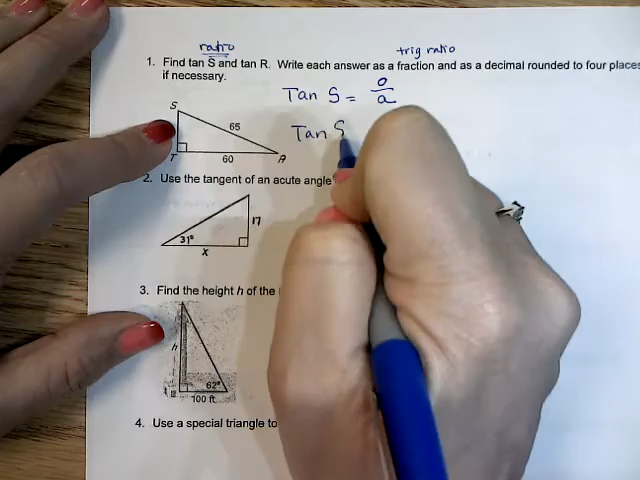 ratio
trig ratio
1. Find tan S and tan R. Write each answer as a fraction and as a decimal rounded to four places
if necessary.
Tan S = o/a
S
65
Tan S
T
60
R
2. Use the tangent of an acute angle
17
31°
x
3. Find the height h of the
h
62°
100 ft
4. Use a special triangle to